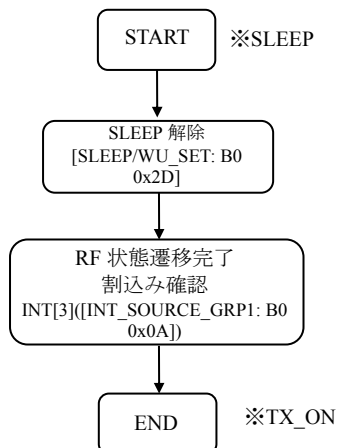 START ※SLEEP
SLEEP 解除
[SLEEP/WU_SET: B0
0x2D]
RF 状態遷移完了
割込み確認
INT[3]([INT_SOURCE_GRP1: B0
0x0A])
END ※TX_ON